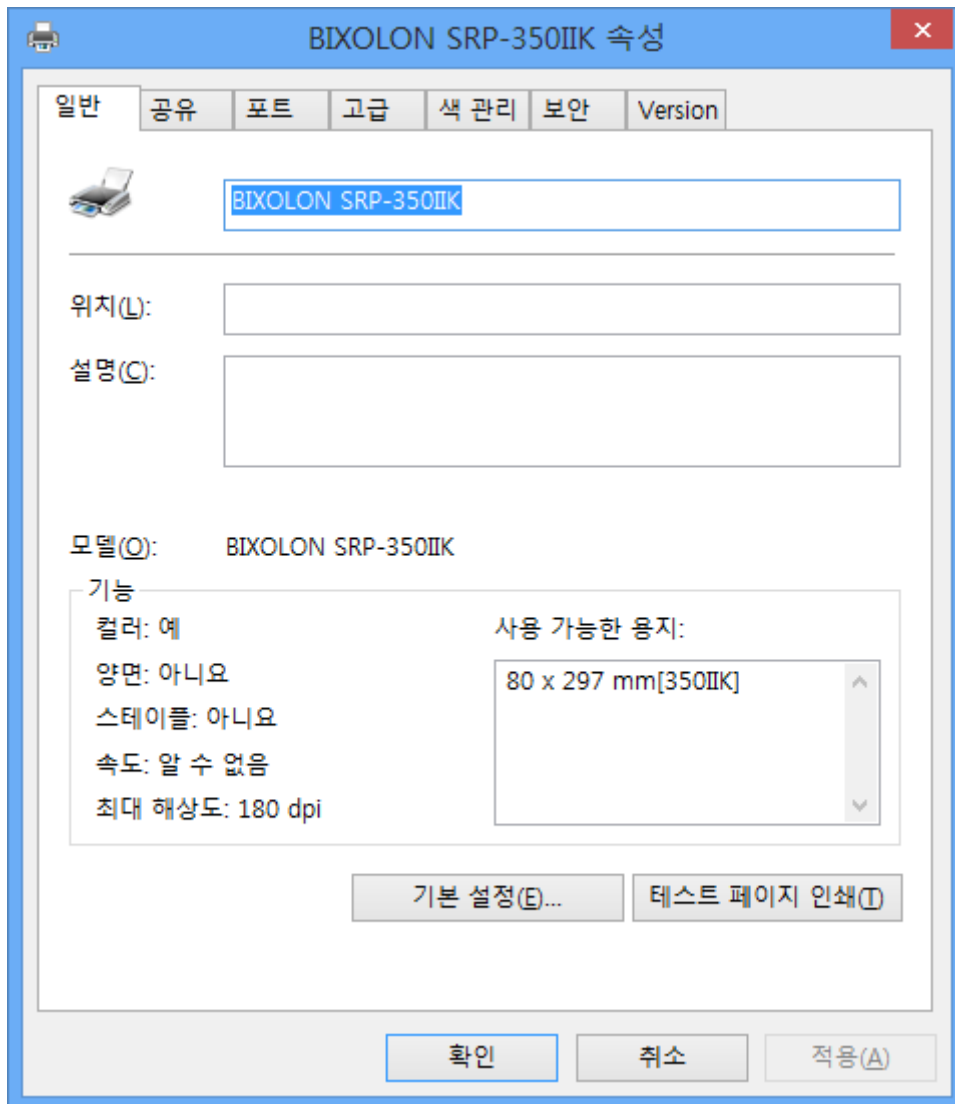 BIXOLON SRP-350IIK 속성
일반 공유 포트 고급 색 관리 보안 Version
BIXOLON SRP-350IIK
위치(L):
설명(C):
모델(O): BIXOLON SRP-350IIK
기능
컬러: 예
양면: 아니요
스테이플: 아니요
속도: 알 수 없음
최대 해상도: 180 dpi
사용 가능한 용지:
80 x 297 mm[350IIK]
기본 설정(E)... 테스트 페이지 인쇄(T)
확인 취소 적용(A)